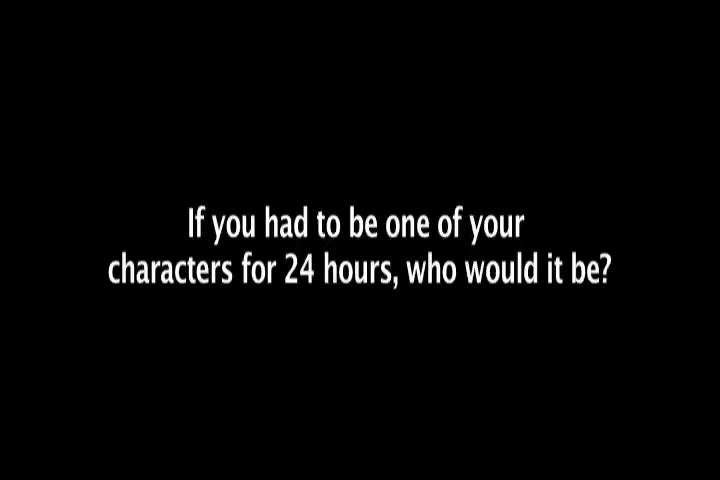 If you had to be one of your
characters for 24 hours, who would it be?